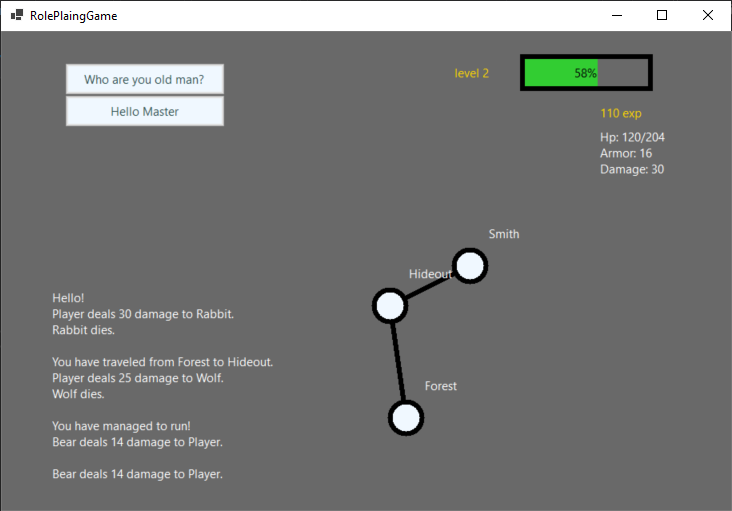 RolePlaingGame
Who are you old man?
Hello Master
level 2
58%
110 exp
Hp: 120/204
Armor: 16
Damage: 30
Smith
Hideout
Forest
Hello!
Player deals 30 damage to Rabbit.
Rabbit dies.
You have traveled from Forest to Hideout.
Player deals 25 damage to Wolf.
Wolf dies.
You have managed to run!
Bear deals 14 damage to Player.
Bear deals 14 damage to Player.